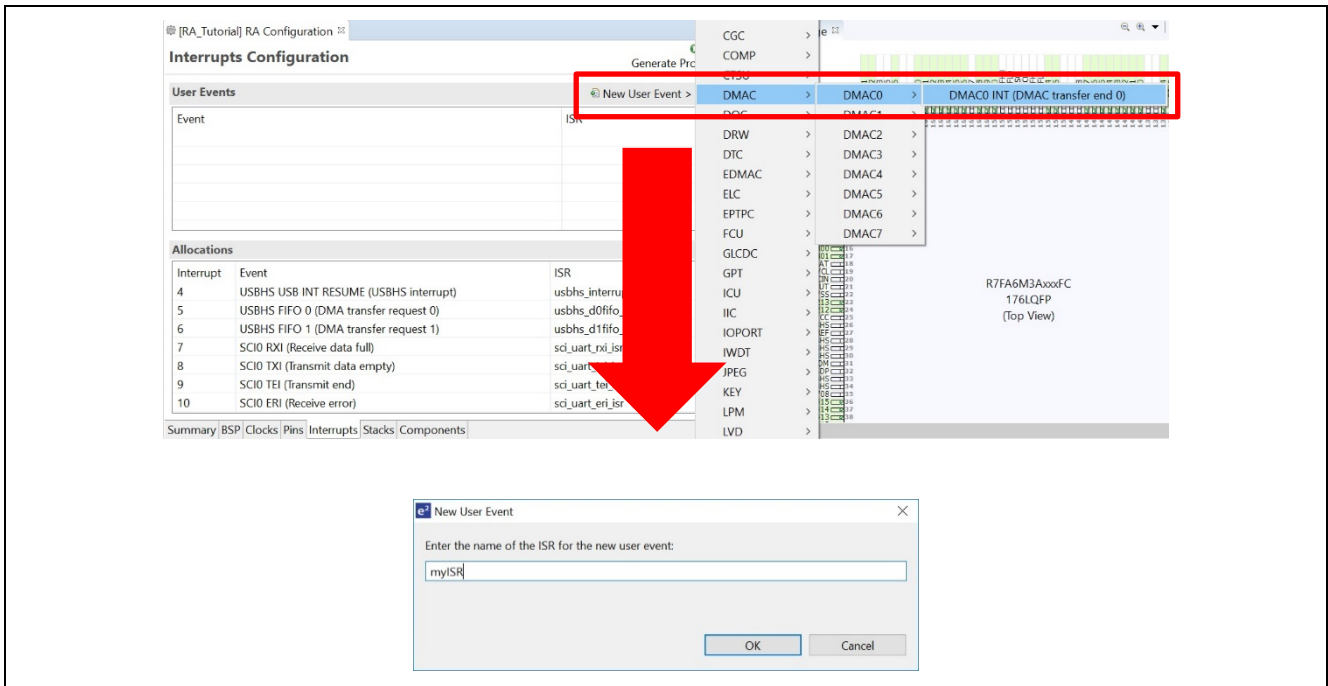 [RA_Tutorial] RA Configuration
Interrupts Configuration
Generate Pro
User Events
New User Event >
Event
ISR
CGC
COMP
CTSU
DMAC
DOC
DRW
DTC
EDMAC
ELC
EPTPC
FCU
GLCDC
GPT
ICU
IIC
IOPORT
IWDT
JPEG
KEY
LPM
LVD
DMAC0
DMAC1
DMAC2
DMAC3
DMAC4
DMAC5
DMAC6
DMAC7
DMAC0 INT (DMAC transfer end 0)
Allocations
Interrupt Event ISR
4 USBHS USB INT RESUME (USBHS interrupt) usbhs_interru
5 USBHS FIFO 0 (DMA transfer request 0) usbhs_d0fifo_
6 USBHS FIFO 1 (DMA transfer request 1) usbhs_d1fifo_
7 SCI0 RXI (Receive data full) sci_uart_rxi_isr
8 SCI0 TXI (Transmit data empty) sci_uart
9 SCI0 TEI (Transmit end) sci_uart_tei
10 SCI0 ERI (Receive error) sci_uart_eri_isr
Summary BSP Clocks Pins Interrupts Stacks Components
R7FA6M3AxxxFC
176LQFP
(Top View)
e² New User Event
Enter the name of the ISR for the new user event:
myISR
OK Cancel